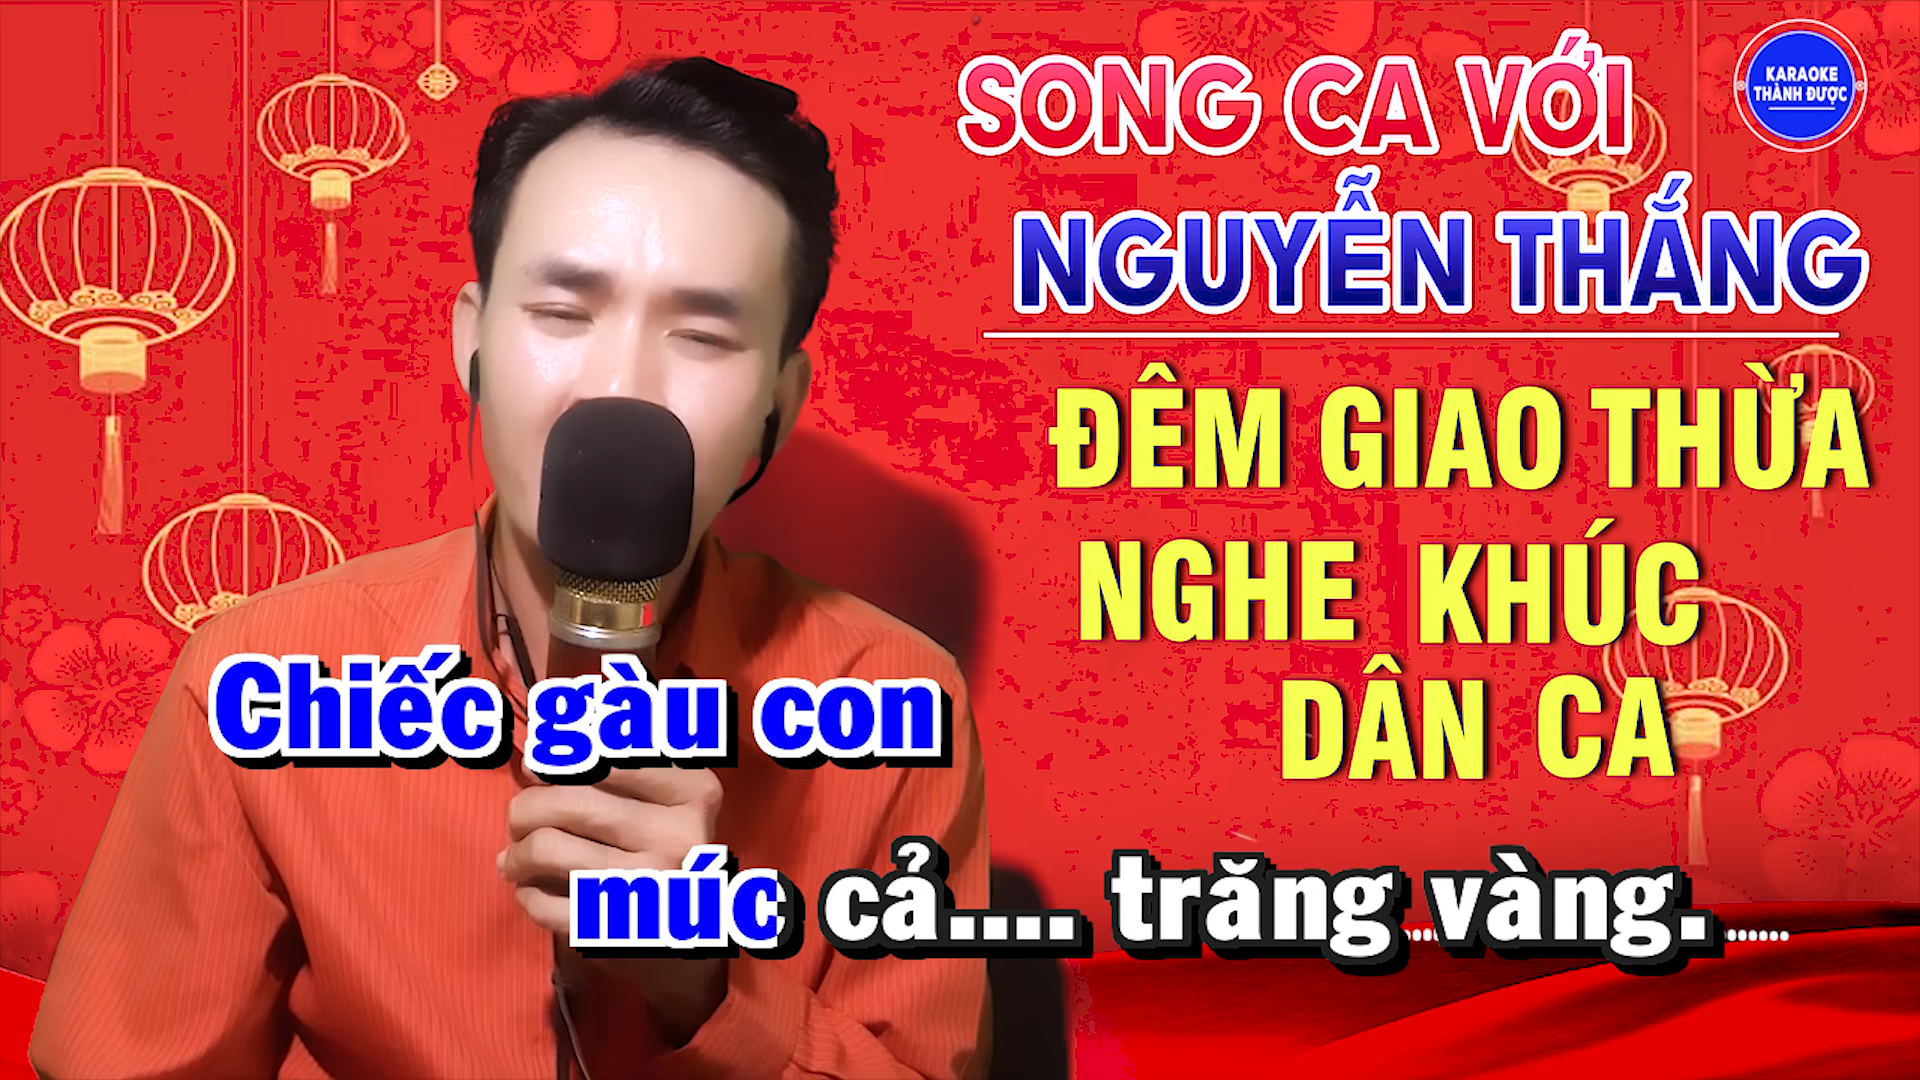 SONG CA VỚI
NGUYỄN THẮNG
KARAOKE
THÀNH ĐƯỢC
ĐÊM GIAO THỪA
NGHE KHÚC
DÂN CA
Chiếc gàu con
múc cả.... trăng vàng.